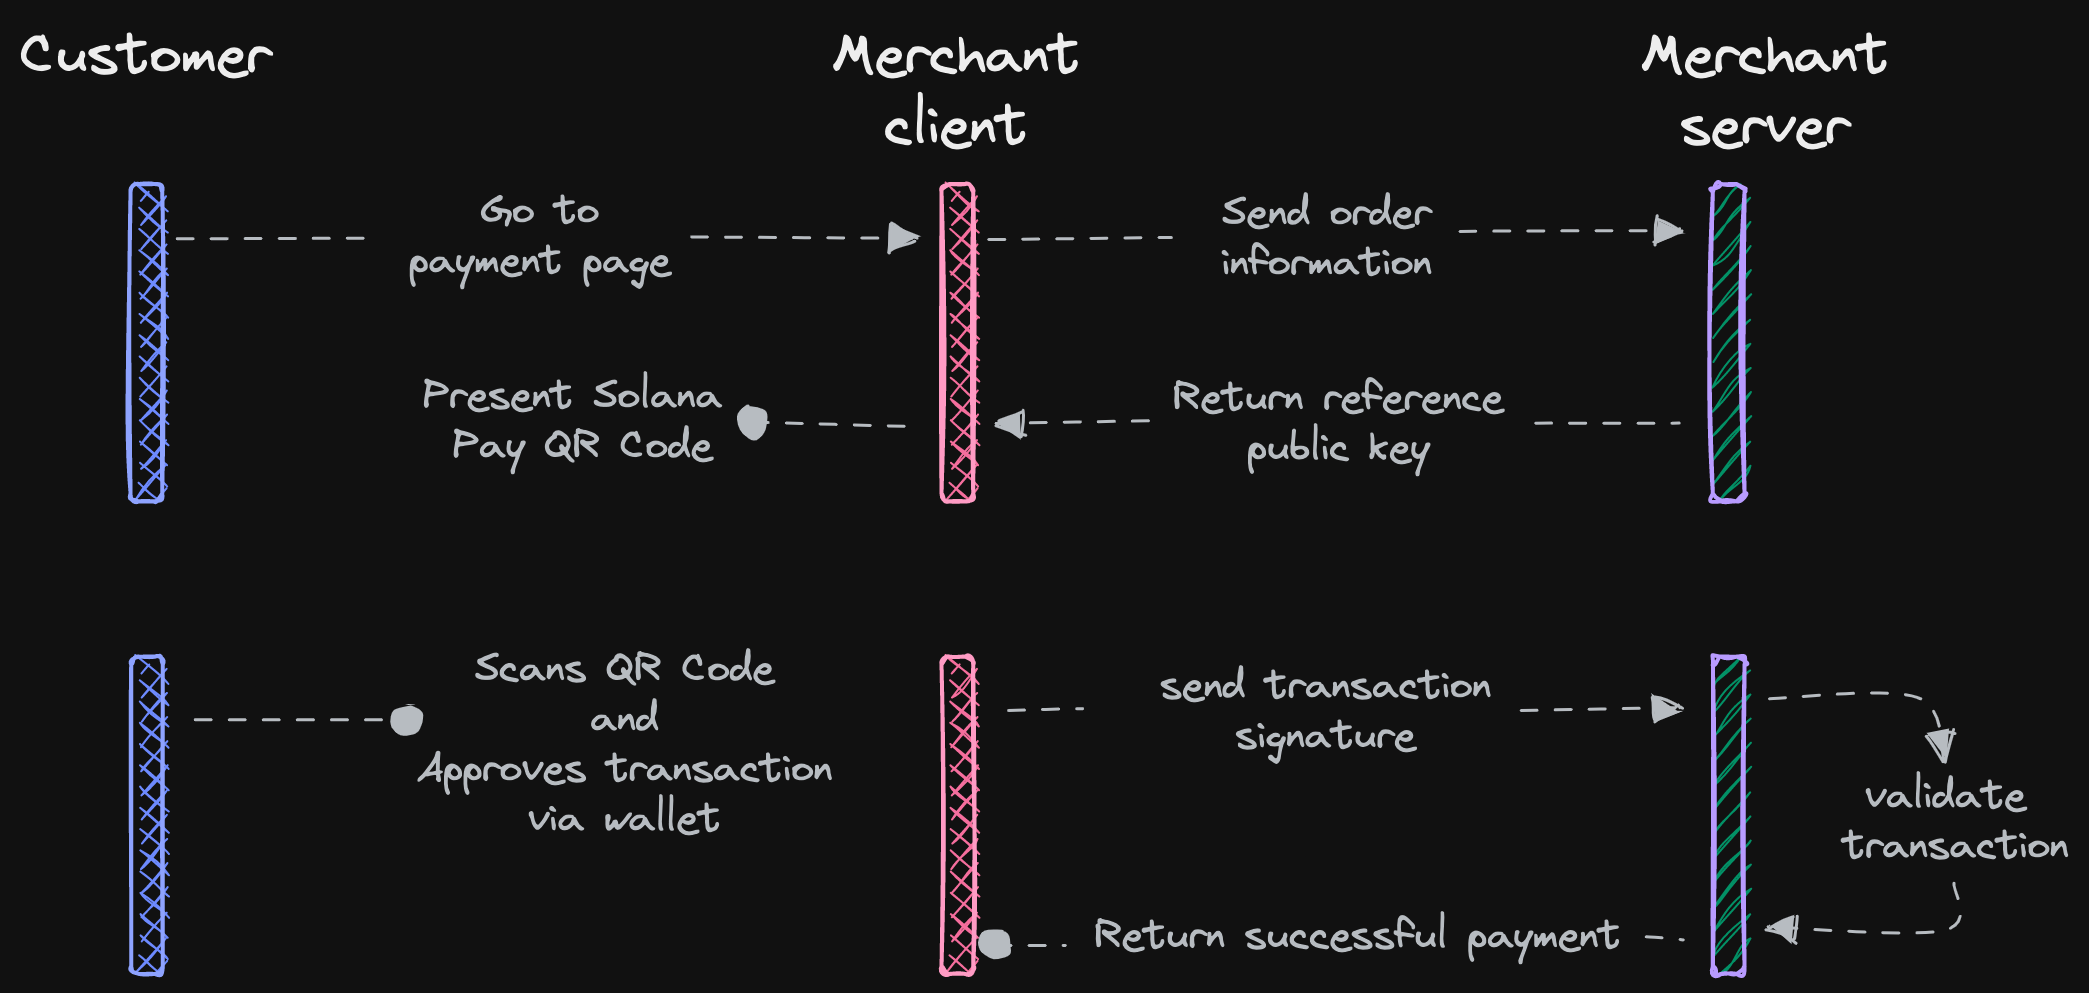 Customer
Merchant
client
Merchant
server
Go to
payment page
Send order
information
Present Solana
Pay QR Code
Return reference
public key
Scans QR Code
and
Approves transaction
via wallet
send transaction
signature
validate
transaction
Return successful payment